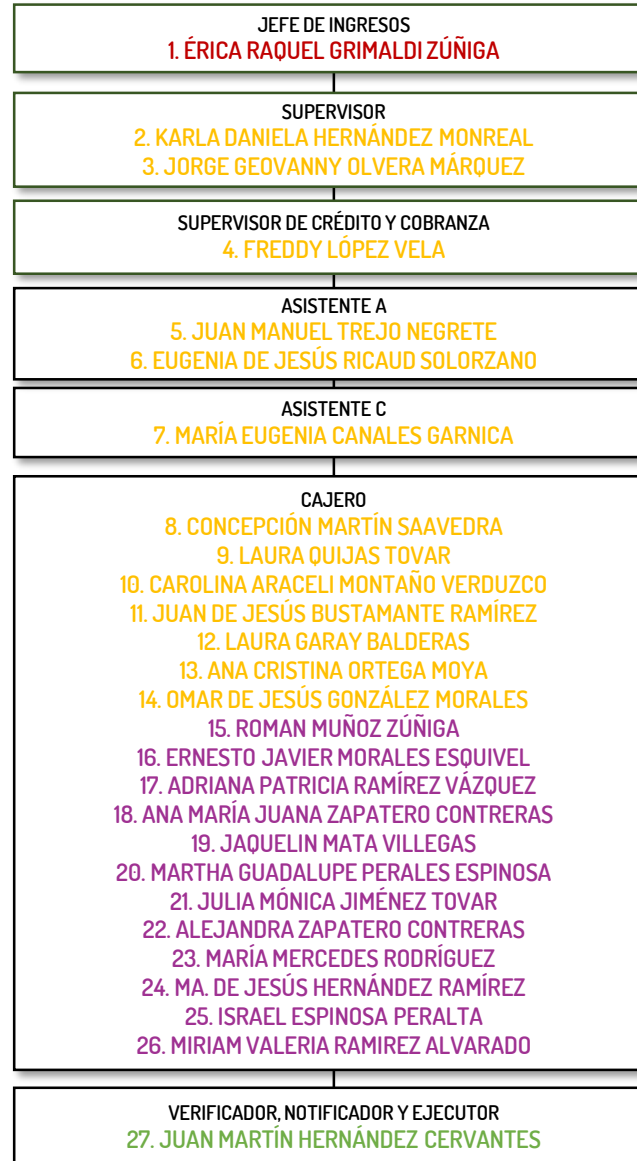 JEFE DE INGRESOS
1. ÉRICA RAQUEL GRIMALDI ZÚÑIGA
SUPERVISOR
2. KARLA DANIELA HERNÁNDEZ MONREAL
3. JORGE GEOVANNY OLVERA MÁRQUEZ
SUPERVISOR DE CRÉDITO Y COBRANZA
4. FREDDY LÓPEZ VELA
ASISTENTE A
5. JUAN MANUEL TREJO NEGRETE
6. EUGENIA DE JESÚS RICAUD SOLORZANO
ASISTENTE C
7. MARÍA EUGENIA CANALES GARNICA
CAJERO
8. CONCEPCIÓN MARTÍN SAAVEDRA
9. LAURA QUIJAS TOVAR
10. CAROLINA ARACELI MONTAÑO VERDUZCO
11. JUAN DE JESÚS BUSTAMANTE RAMÍREZ
12. LAURA GARAY BALDERAS
13. ANA CRISTINA ORTEGA MOYA
14. OMAR DE JESÚS GONZÁLEZ MORALES
15. ROMAN MUÑOZ ZÚÑIGA
16. ERNESTO JAVIER MORALES ESQUIVEL
17. ADRIANA PATRICIA RAMÍREZ VÁZQUEZ
18. ANA MARÍA JUANA ZAPATERO CONTRERAS
19. JAQUELIN MATA VILLEGAS
20. MARTHA GUADALUPE PERALES ESPINOSA
21. JULIA MÓNICA JIMÉNEZ TOVAR
22. ALEJANDRA ZAPATERO CONTRERAS
23. MARÍA MERCEDES RODRÍGUEZ
24. MA. DE JESÚS HERNÁNDEZ RAMÍREZ
25. ISRAEL ESPINOSA PERALTA
26. MIRIAM VALERIA RAMIREZ ALVARADO
VERIFICADOR, NOTIFICADOR Y EJECUTOR
27. JUAN MARTÍN HERNÁNDEZ CERVANTES